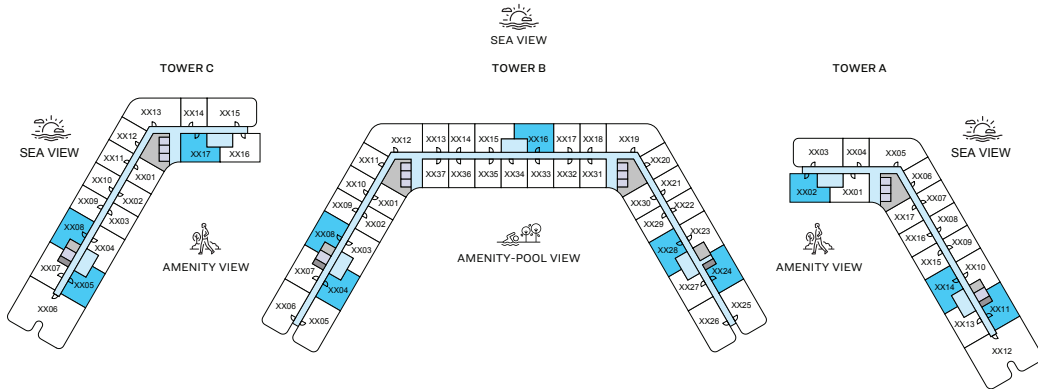 SEA VIEW
TOWER C
TOWER B
TOWER A
SEA VIEW
SEA VIEW
AMENITY VIEW
AMENITY-POOL VIEW
AMENITY VIEW
XX13
XX14
XX15
XX12
XX11
XX17
XX16
XX10
XX01
XX09
XX02
XX08
XX03
XX04
XX07
XX05
XX06
XX12
XX13
XX14
XX15
XX16
XX17
XX18
XX19
XX11
XX37
XX36
XX35
XX34
XX33
XX32
XX31
XX20
XX10
XX01
XX30
XX21
XX09
XX02
XX29
XX22
XX08
XX03
XX28
XX23
XX07
XX04
XX27
XX24
XX06
XX05
XX26
XX25
XX03
XX04
XX05
XX02
XX01
XX06
XX07
XX17
XX08
XX16
XX09
XX15
XX10
XX14
XX11
XX13
XX12